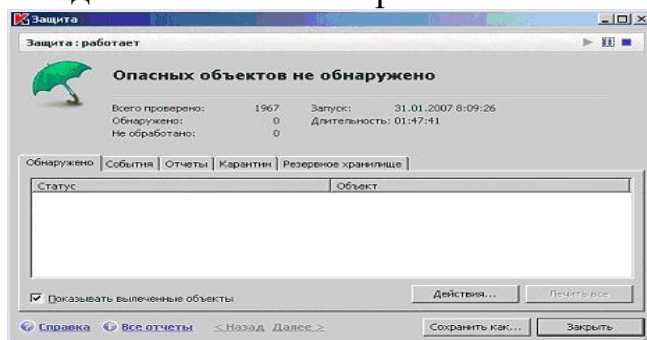 Защита
Защита : работает
Опасных объектов не обнаружено
Всего проверено: 1967 Запуск: 31.01.2007 8:09:26
Обнаружено: 0 Длительность: 01:47:41
Не обработано: 0
Обнаружено События Отчеты Карантин Резервное хранилище
Статус Объект
Показывать вылеченные объекты
Действия... Лечить все
Справка Все отчеты < Назад Далее > Сохранить как... Закрыть